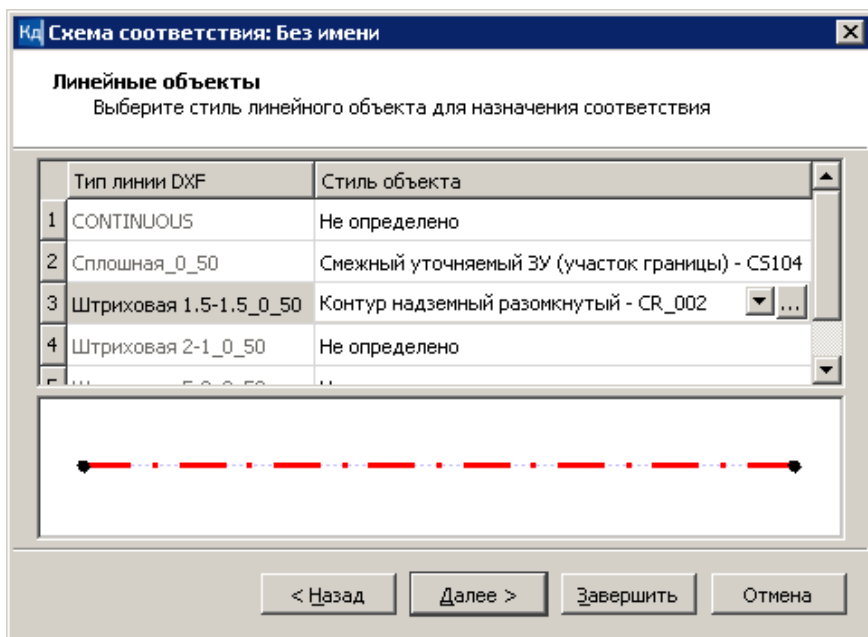 Кд Схема соответствия: Без имени
Линейные объекты
Выберите стиль линейного объекта для назначения соответствия
Тип линии DXF Стиль объекта
1 CONTINUOUS Не определено
2 Сплошная_0_50 Смежный уточняемый ЗУ (участок границы) - CS104
3 Штриховая 1.5-1.5_0_50 Контур надземный разомкнутый - CR_002 ...
4 Штриховая 2-1_0_50 Не определено
< Назад Далее > Завершить Отмена